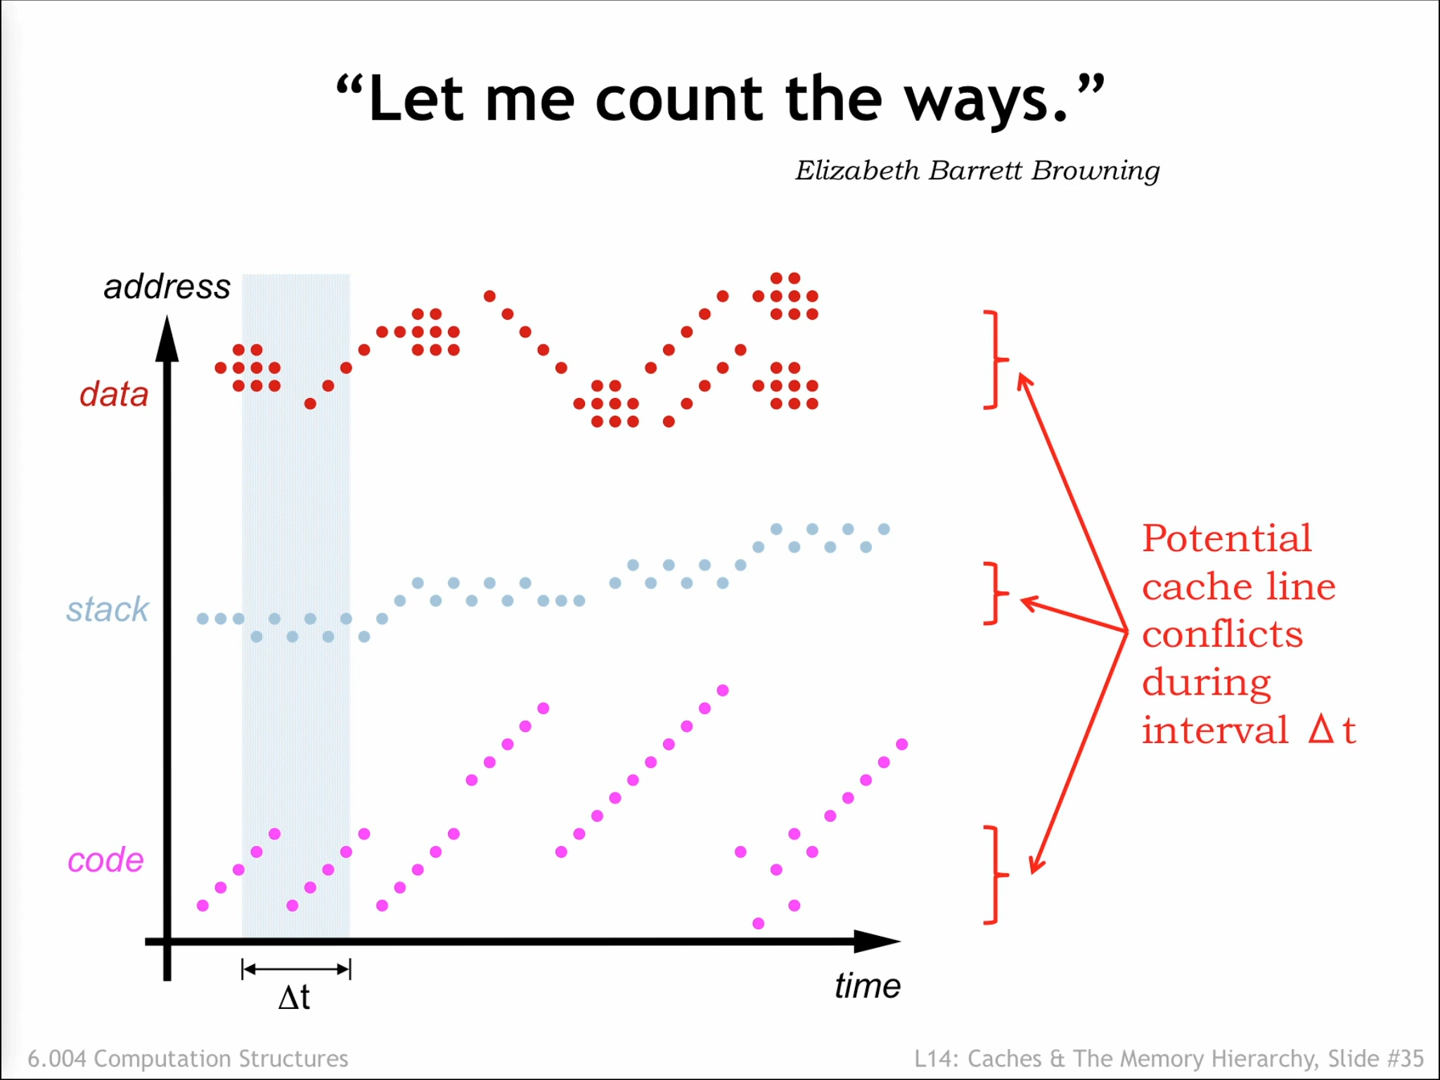 “Let me count the ways.”
Elizabeth Barrett Browning
address
data
stack
code
Δt
time
Potential
cache line
conflicts
during
interval Δt
6.004 Computation Structures
L14: Caches & The Memory Hierarchy, Slide #35